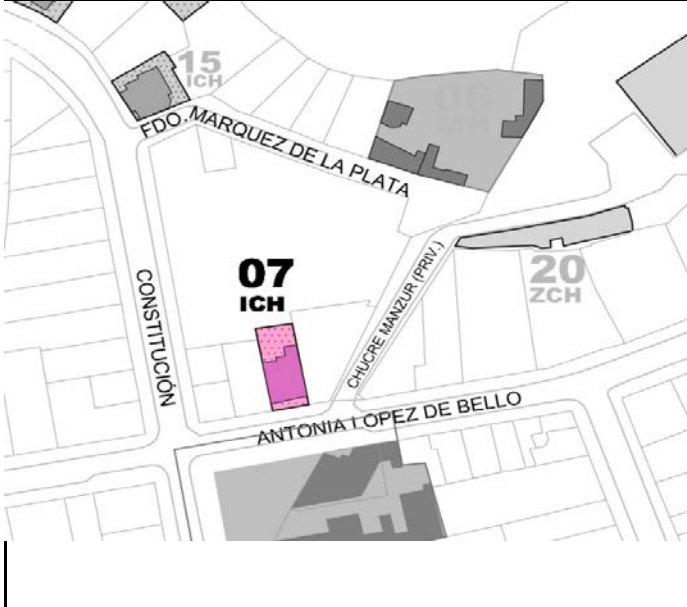 15
ICH
06
MH
FDO. MARQUEZ DE LA PLATA
CONSTITUCIÓN
07
ICH
CHUCRE MANZUR (PRIV.)
20
ZCH
ANTONIA LOPEZ DE BELLO